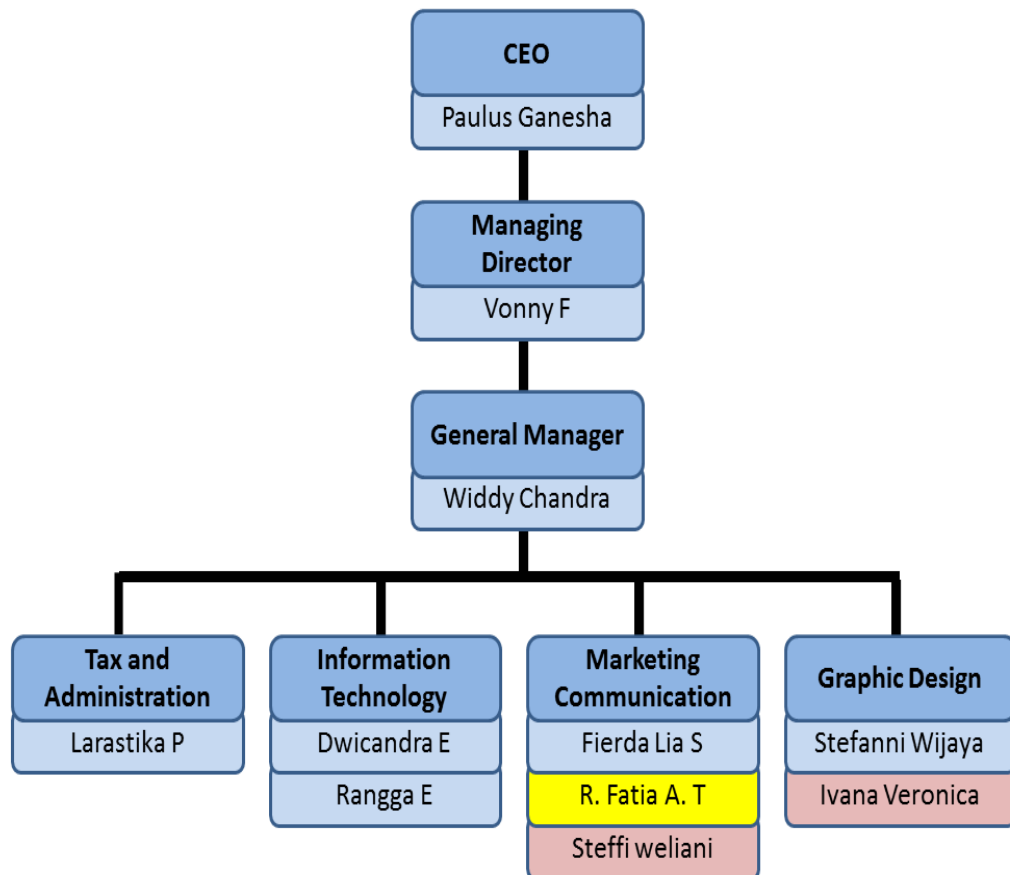 CEO
Paulus Ganesha
Managing
Director
Vonny F
General Manager
Widdy Chandra
Tax and
Administration
Larastika P
Information
Technology
Dwicandra E
Rangga E
Marketing
Communication
Fierda Lia S
R. Fatia A. T
Steffi weliani
Graphic Design
Stefanni Wijaya
Ivana Veronica